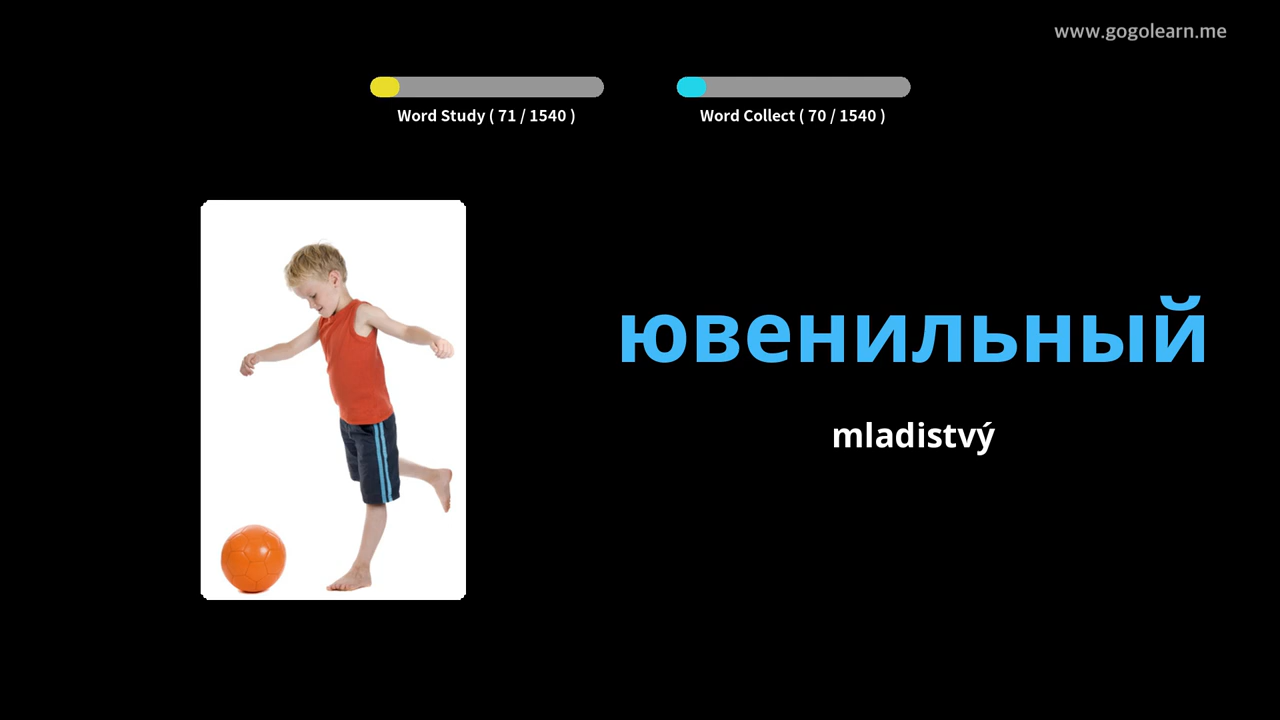 www.gogolearn.me
Word Study ( 71 / 1540 )
Word Collect ( 70 / 1540 )
ювенильный
mladistvý